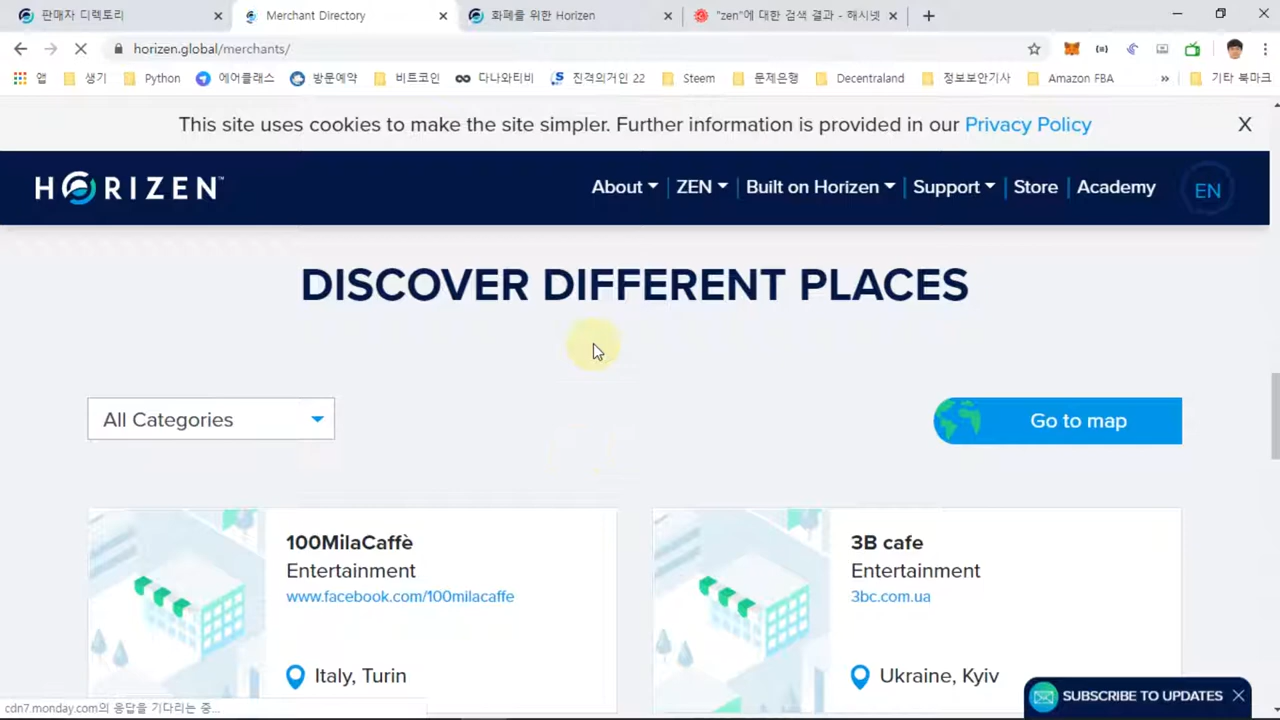 판매자 디렉토리
Merchant Directory
화폐를 위한 Horizen
"zen"에 대한 검색 결과 - 해시넷
horizen.global/merchants/
앱
생기
Python
에어클래스
방문예약
비트코인
다나와티비
진격의거인 22
Steem
문제은행
Decentraland
정보보안기사
Amazon FBA
»
기타 북마크
This site uses cookies to make the site simpler. Further information is provided in our Privacy Policy
X
HORIZEN™
About
ZEN
Built on Horizen
Support
Store
Academy
EN
DISCOVER DIFFERENT PLACES
All Categories
Go to map
100MilaCaffè
Entertainment
www.facebook.com/100milacaffe
Italy, Turin
3B cafe
Entertainment
3bc.com.ua
Ukraine, Kyiv
SUBSCRIBE TO UPDATES
cdn7.monday.com의 응답을 기다리는 중...